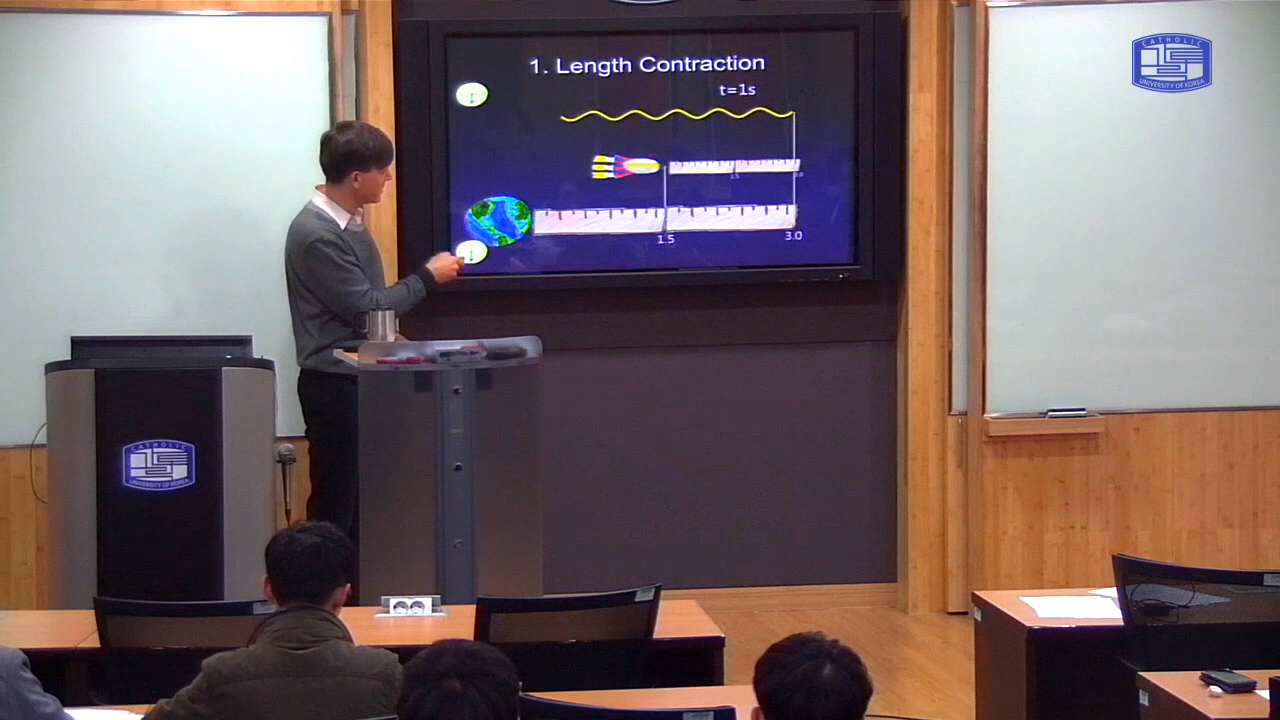 1. Length Contraction
t=1s
1.5
3.0
1.5
3.0
CATHOLIC
UNIVERSITY OF KOREA
CATHOLIC
UNIVERSITY OF KOREA